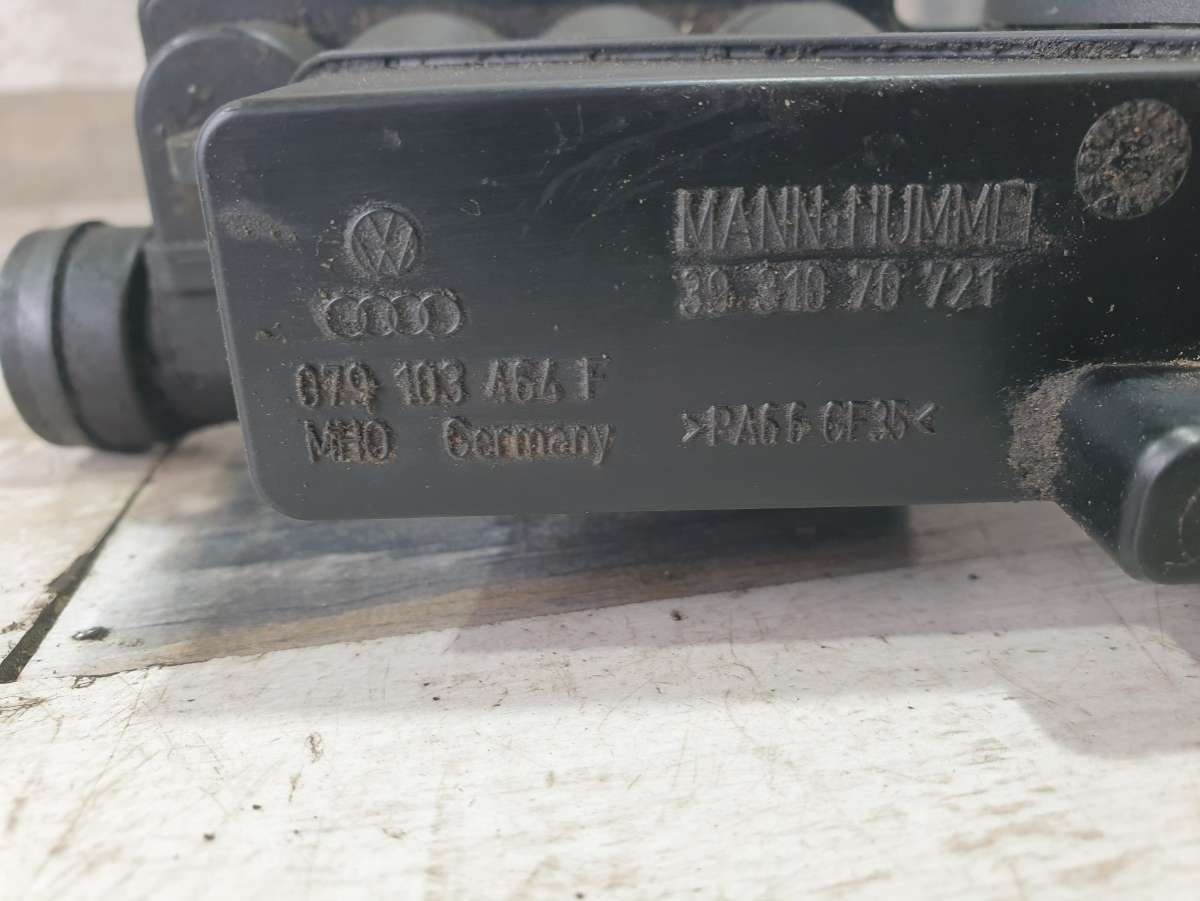 MANN+HUMMEL
39 310 70 721
079 103 464 F
MHO Germany
>PA66 GF35<